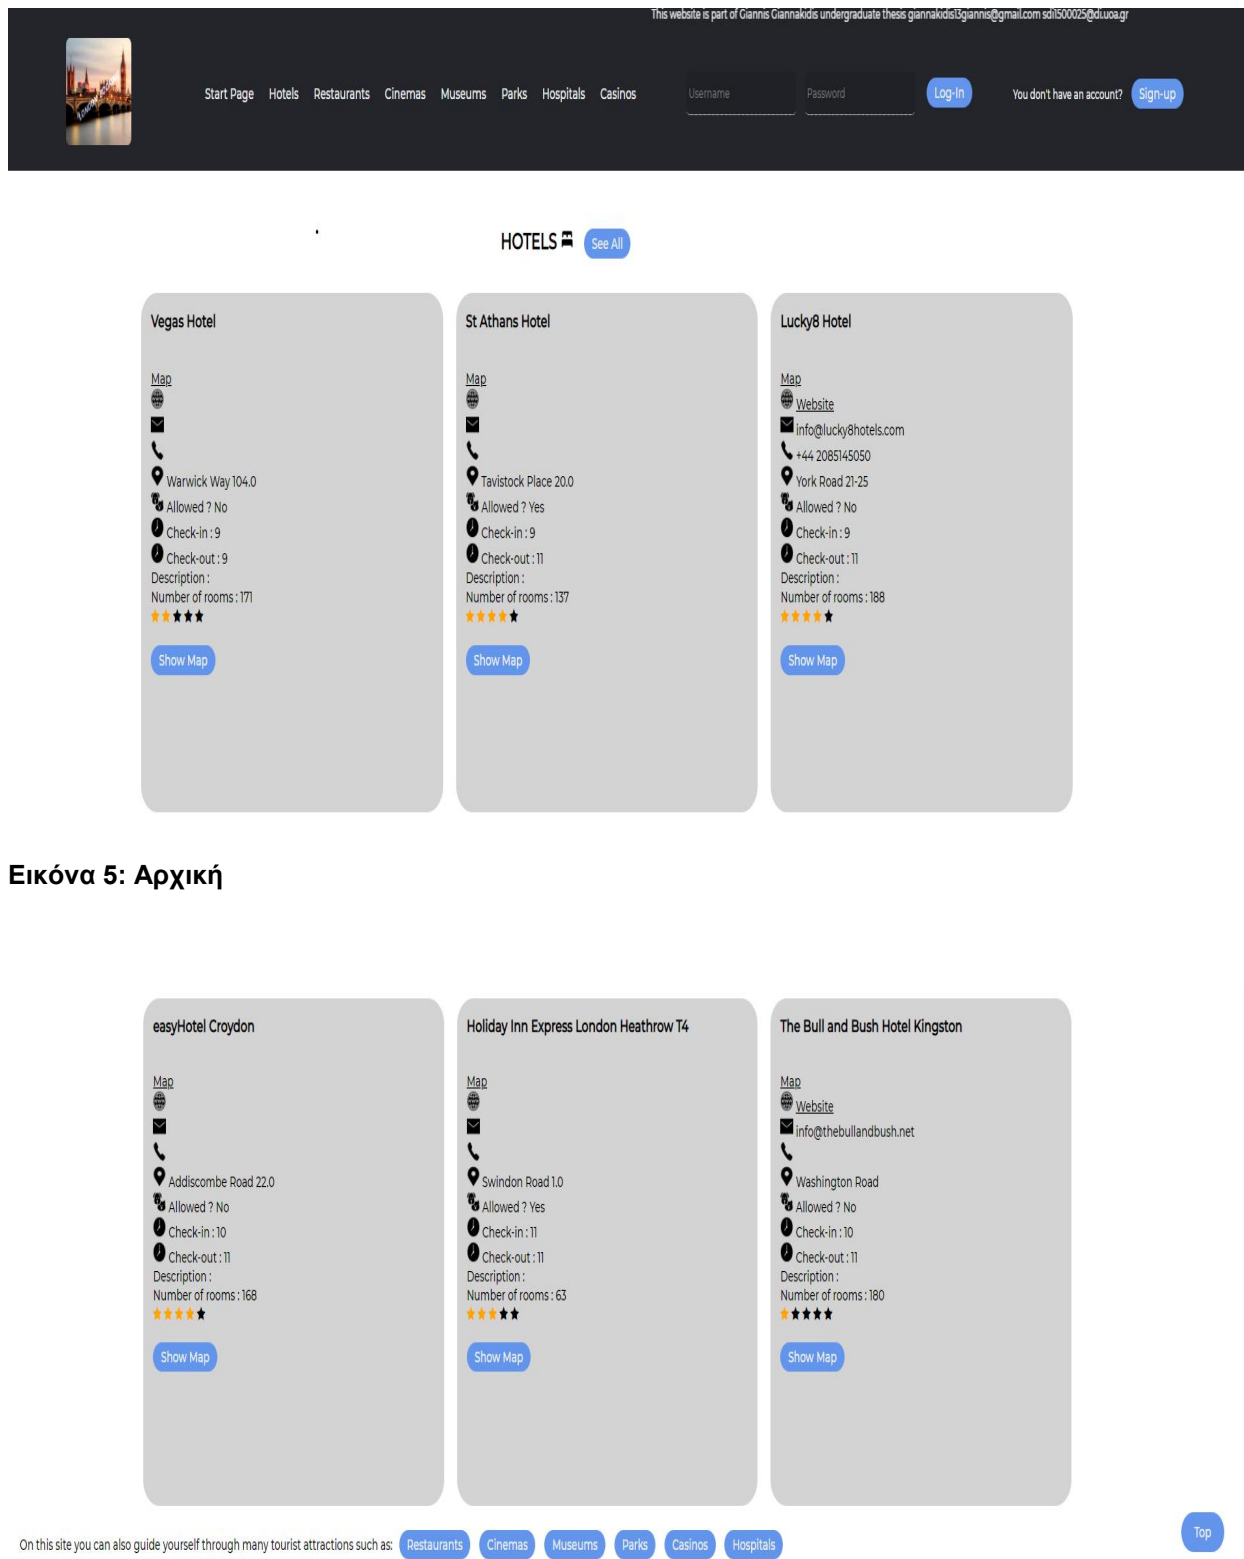 This website is part of Giannis Giannakidis undergraduate thesis giannakidis13giannis@gmail.com sdi1500025@di.uoa.gr
Start Page Hotels Restaurants Cinemas Museums Parks Hospitals Casinos Username Password Log-In You don't have an account? Sign-up
HOTELS See All
Vegas Hotel
Map
Warwick Way 104.0
Allowed ? No
Check-in : 9
Check-out : 9
Description :
Number of rooms : 171
Show Map
St Athans Hotel
Map
Tavistock Place 20.0
Allowed ? Yes
Check-in : 9
Check-out : 11
Description :
Number of rooms : 137
Show Map
Lucky8 Hotel
Map
Website
info@lucky8hotels.com
+44 2085145050
York Road 21-25
Allowed ? No
Check-in : 9
Check-out : 11
Description :
Number of rooms : 188
Show Map
Εικόνα 5: Αρχική
easyHotel Croydon
Map
Addiscombe Road 22.0
Allowed ? No
Check-in : 10
Check-out : 11
Description :
Number of rooms : 168
Show Map
Holiday Inn Express London Heathrow T4
Map
Swindon Road 1.0
Allowed ? Yes
Check-in : 11
Check-out : 11
Description :
Number of rooms : 63
Show Map
The Bull and Bush Hotel Kingston
Map
Website
info@thebullandbush.net
Washington Road
Allowed ? No
Check-in : 10
Check-out : 11
Description :
Number of rooms : 180
Show Map
Top
On this site you can also guide yourself through many tourist attractions such as: Restaurants Cinemas Museums Parks Casinos Hospitals